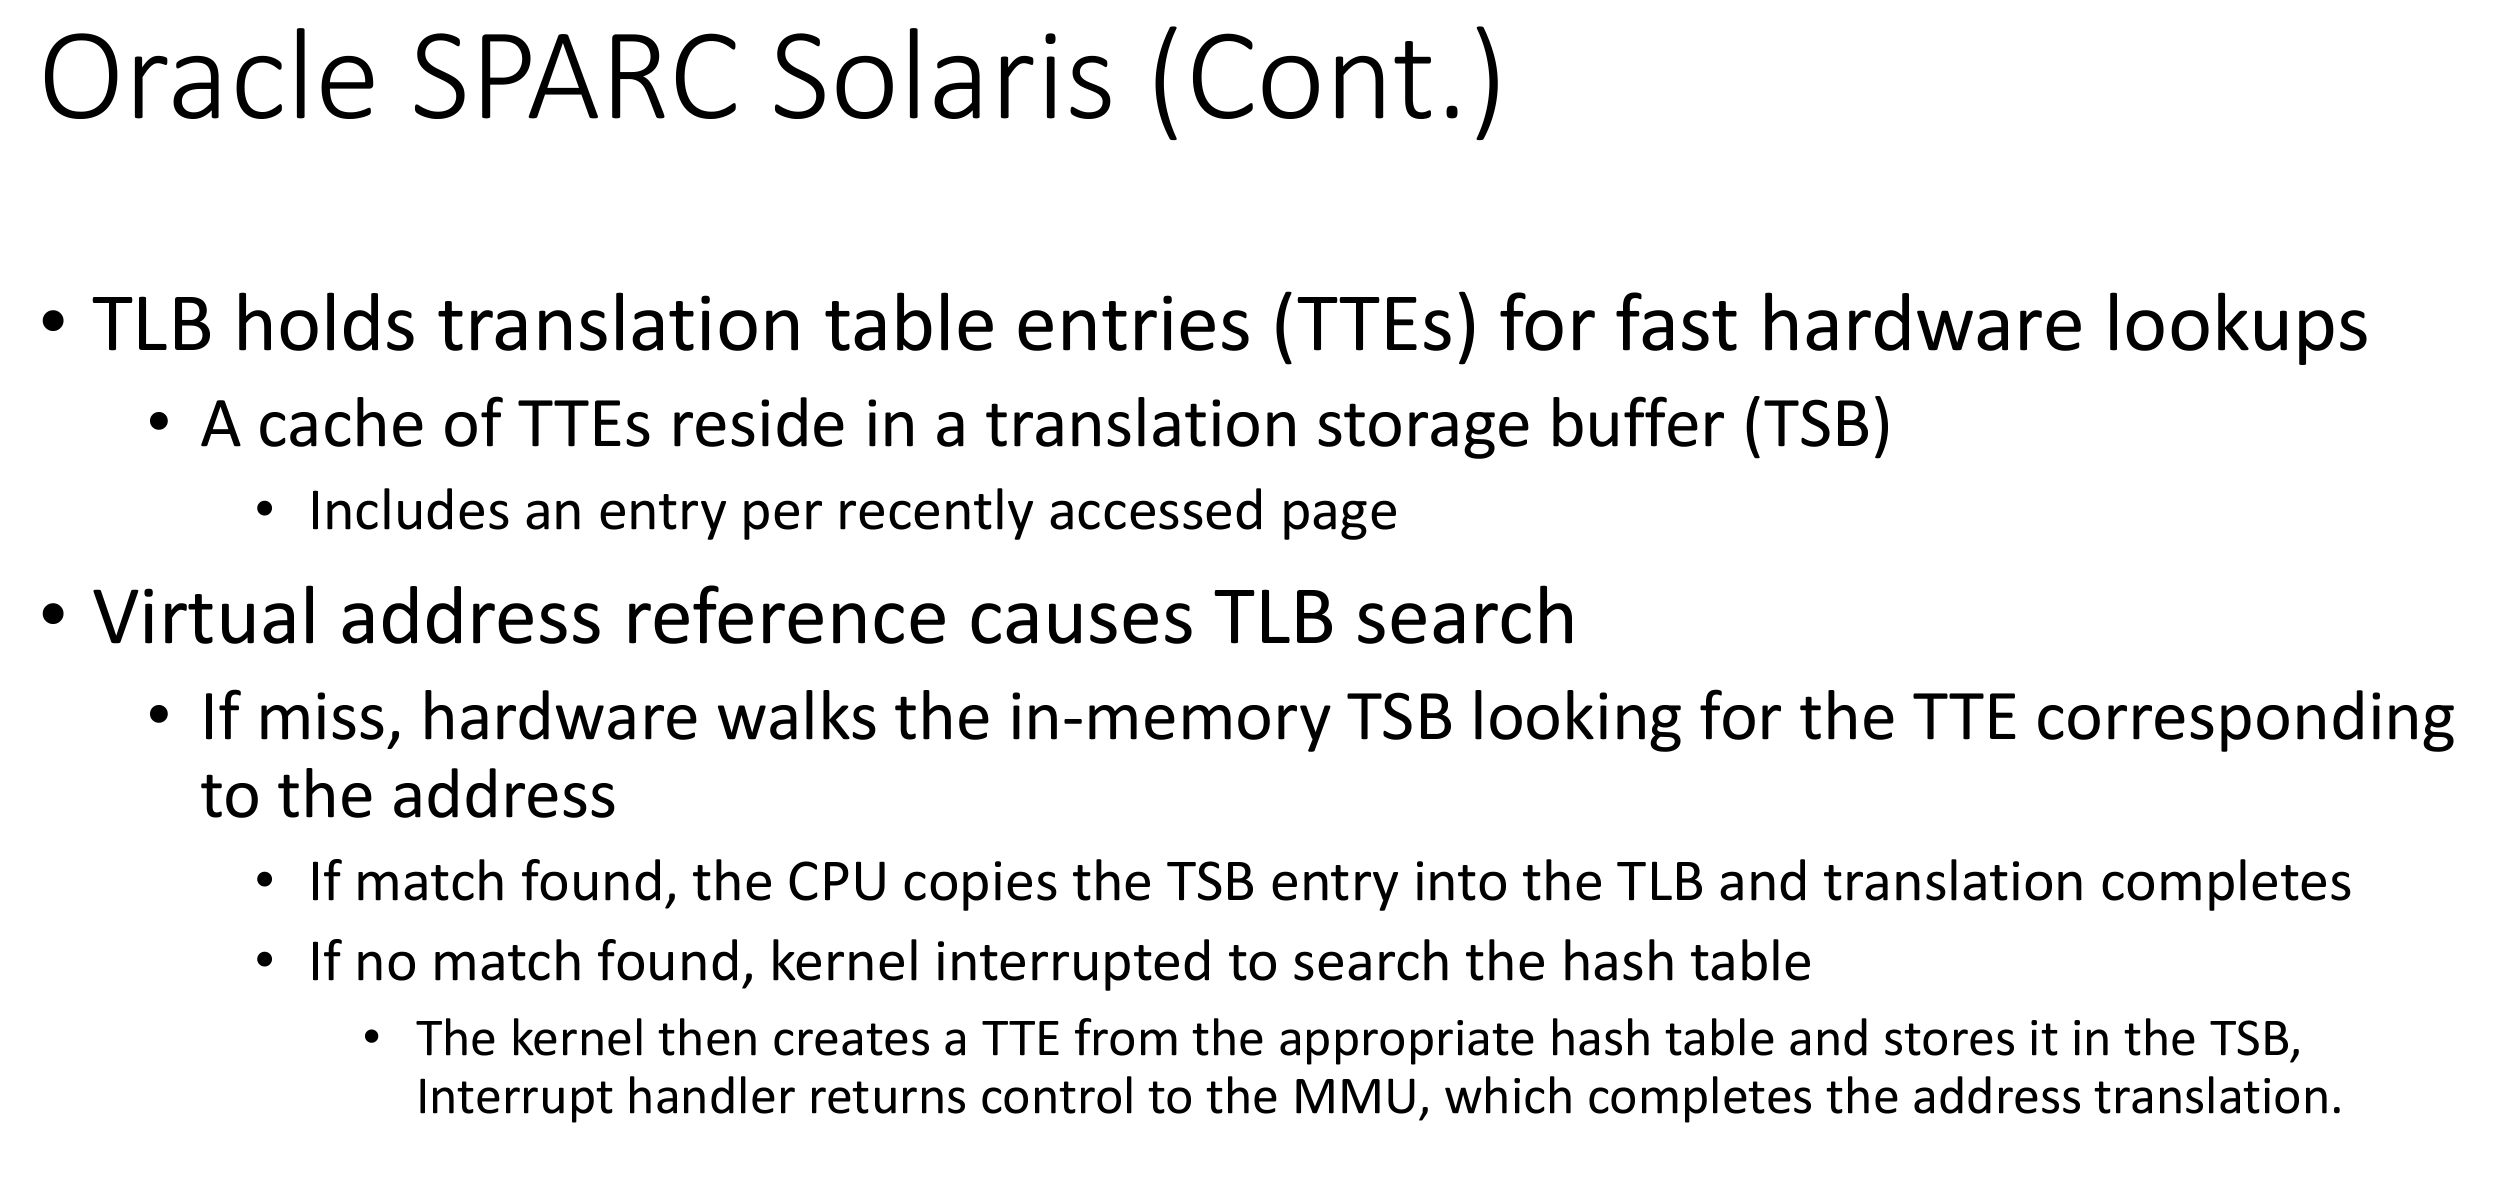 Oracle SPARC Solaris (Cont.)
• TLB holds translation table entries (TTEs) for fast hardware lookups
• A cache of TTEs reside in a translation storage buffer (TSB)
• Includes an entry per recently accessed page
• Virtual address reference causes TLB search
• If miss, hardware walks the in-memory TSB looking for the TTE corresponding
to the address
• If match found, the CPU copies the TSB entry into the TLB and translation completes
• If no match found, kernel interrupted to search the hash table
• The kernel then creates a TTE from the appropriate hash table and stores it in the TSB,
Interrupt handler returns control to the MMU, which completes the address translation.